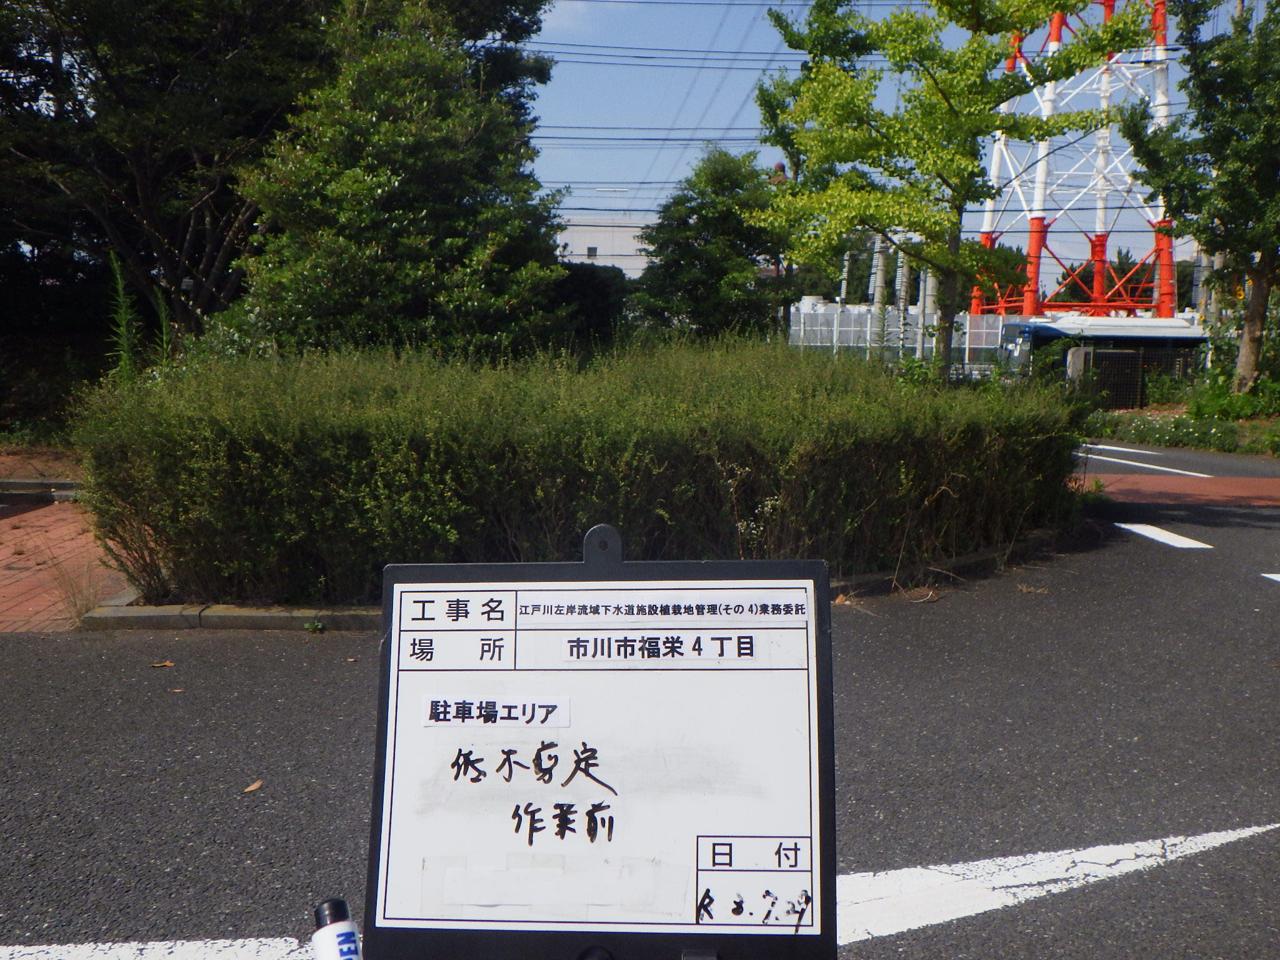 工事名 江戸川左岸流域下水道施設植栽地管理(その4)業務委託
場所 市川市福栄4丁目
駐車場エリア
低木剪定
作業前
日付
R3.7.29